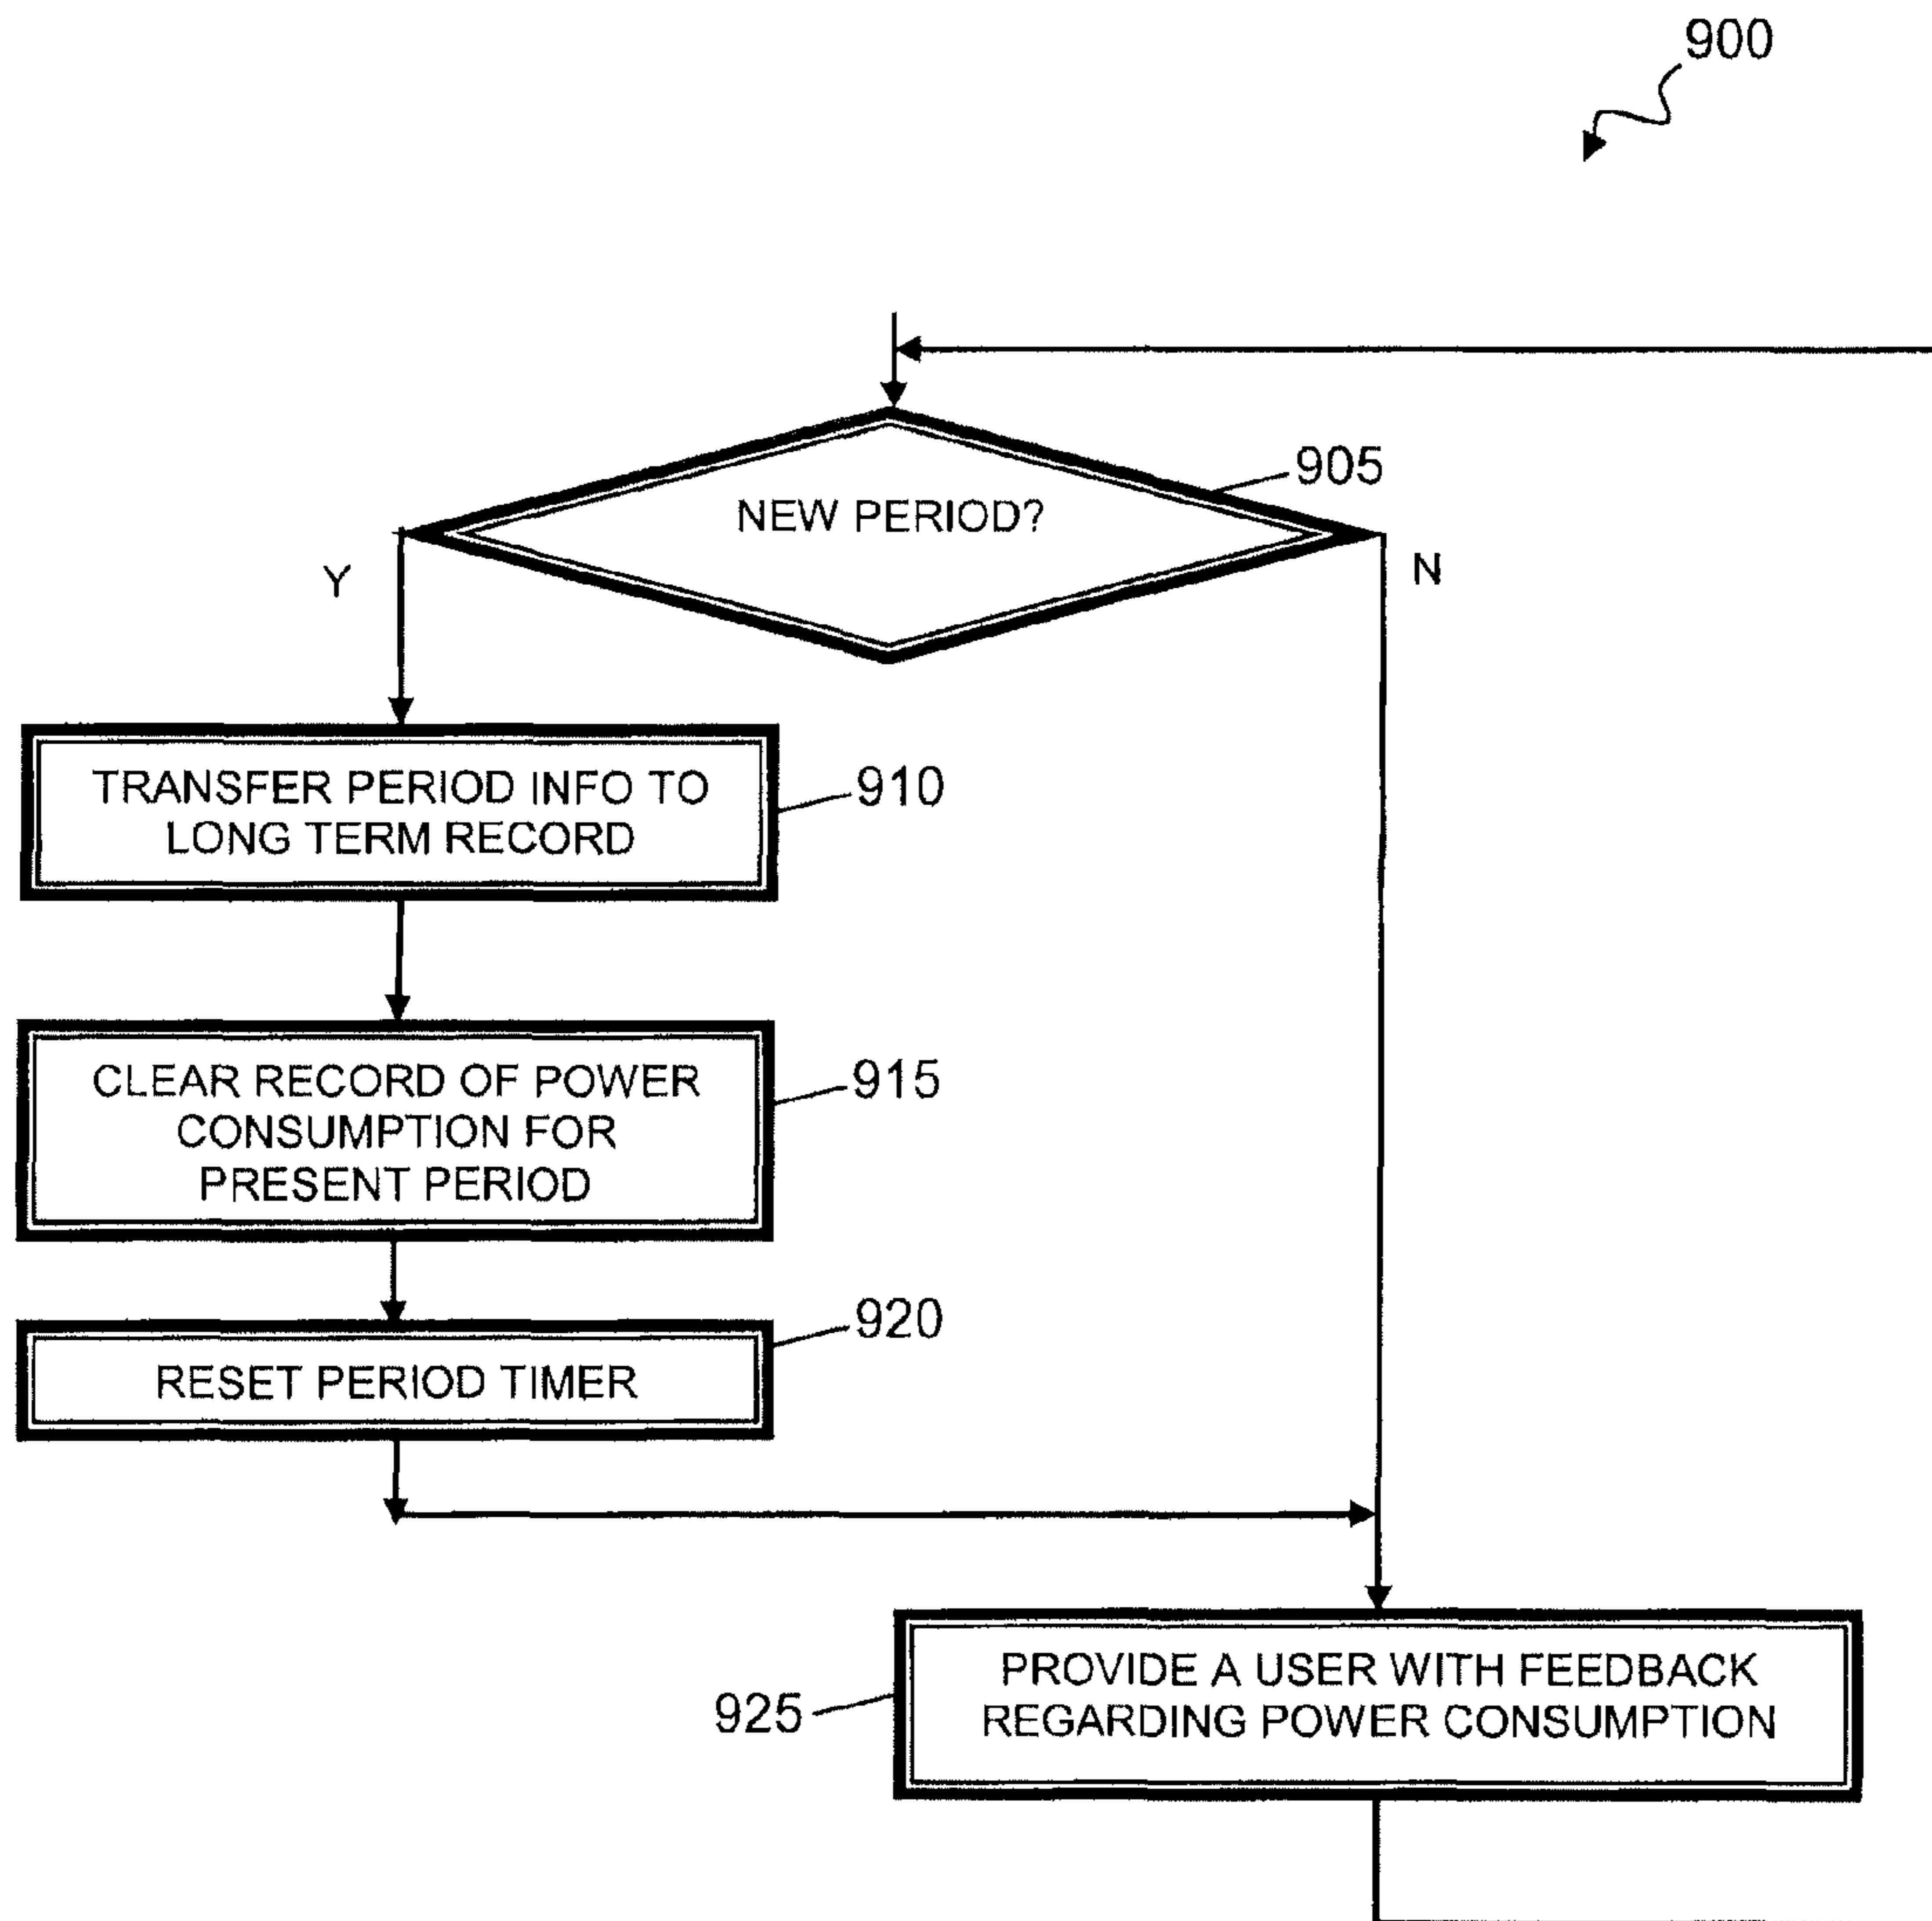 900
905
NEW PERIOD?
Y
N
TRANSFER PERIOD INFO TO
LONG TERM RECORD
910
CLEAR RECORD OF POWER
CONSUMPTION FOR
PRESENT PERIOD
915
920
RESET PERIOD TIMER
PROVIDE A USER WITH FEEDBACK
REGARDING POWER CONSUMPTION
925